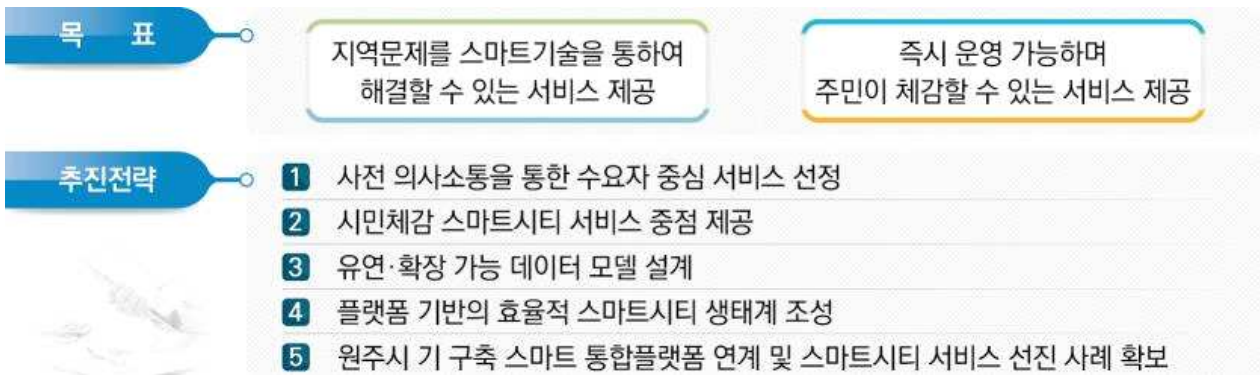 목 표
지역문제를 스마트기술을 통하여
해결할 수 있는 서비스 제공
즉시 운영 가능하며
주민이 체감할 수 있는 서비스 제공
추진전략
1 사전 의사소통을 통한 수요자 중심 서비스 선정
2 시민체감 스마트시티 서비스 중점 제공
3 유연·확장 가능 데이터 모델 설계
4 플랫폼 기반의 효율적 스마트시티 생태계 조성
5 원주시 기 구축 스마트 통합플랫폼 연계 및 스마트시티 서비스 선진 사례 확보